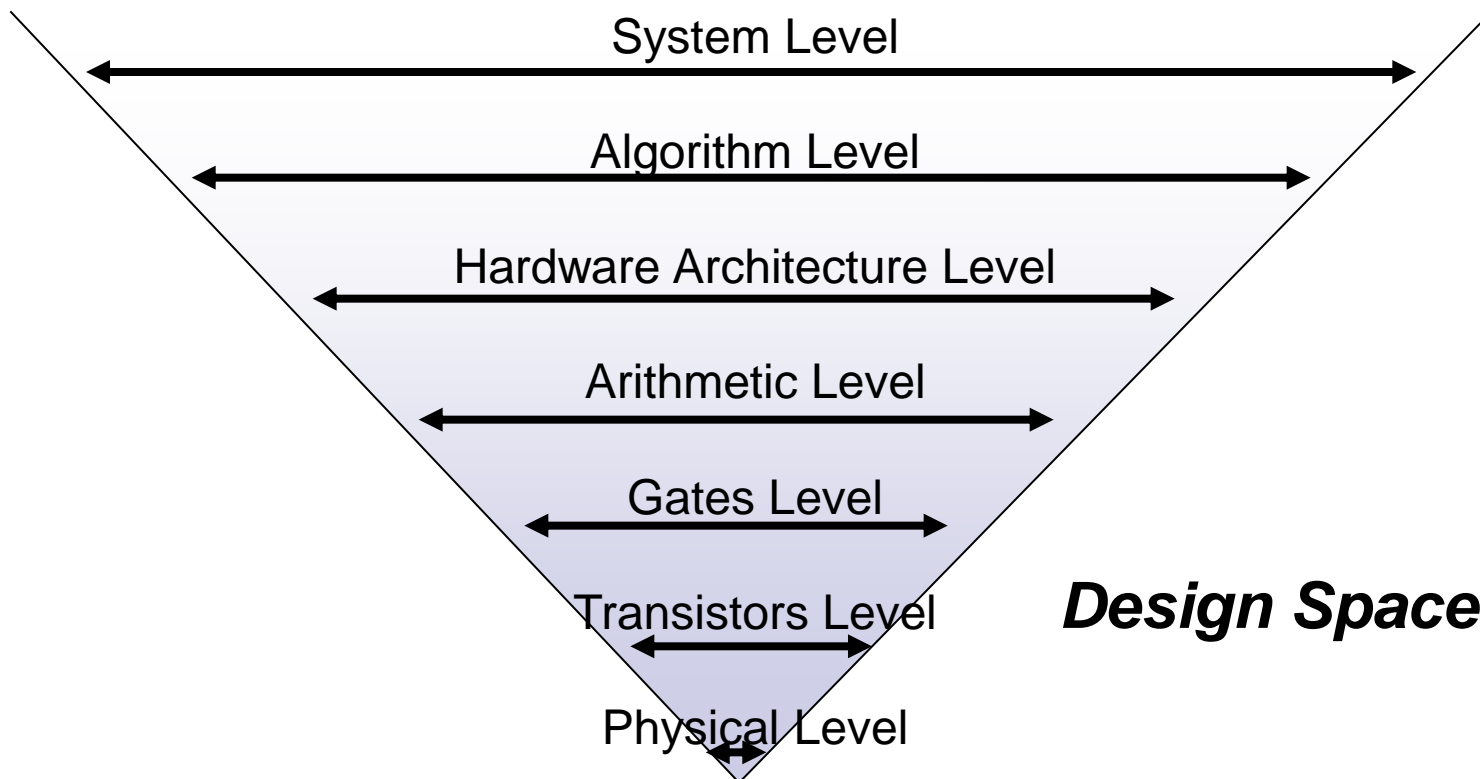 System Level
Algorithm Level
Hardware Architecture Level
Arithmetic Level
Gates Level
Transistors Level
Design Space
Physical Level